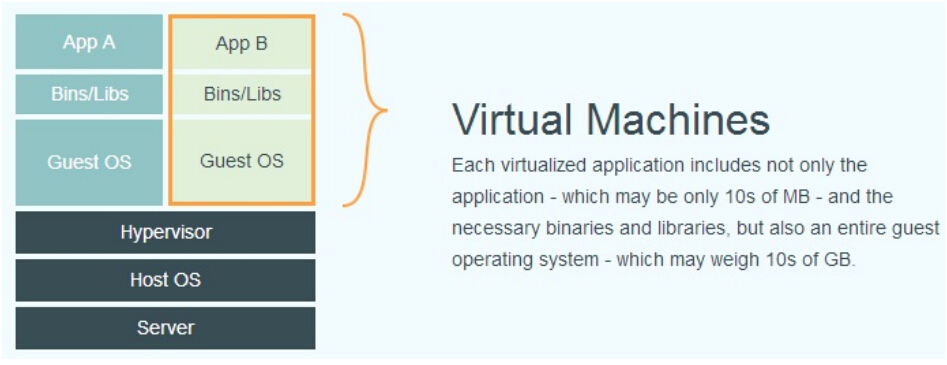 App A
App B
Bins/Libs
Bins/Libs
Guest OS
Guest OS
Hypervisor
Host OS
Server
Virtual Machines
Each virtualized application includes not only the
application - which may be only 10s of MB - and the
necessary binaries and libraries, but also an entire guest
operating system - which may weigh 10s of GB.